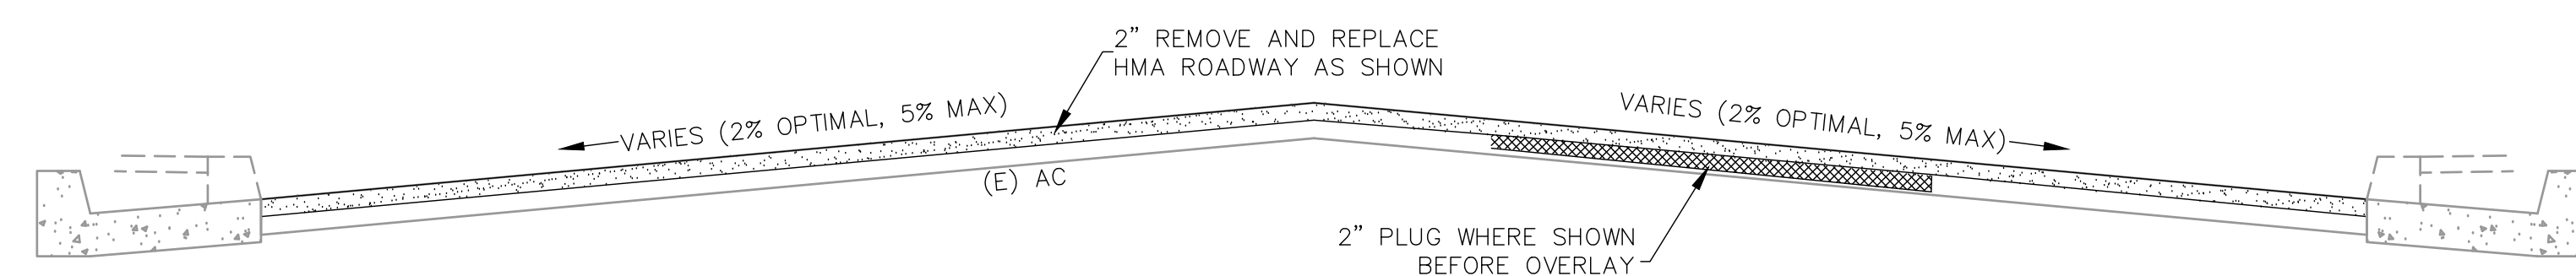 2” REMOVE AND REPLACE
HMA ROADWAY AS SHOWN
VARIES (2% OPTIMAL, 5% MAX)
VARIES (2% OPTIMAL, 5% MAX)
(E) AC
2” PLUG WHERE SHOWN
BEFORE OVERLAY